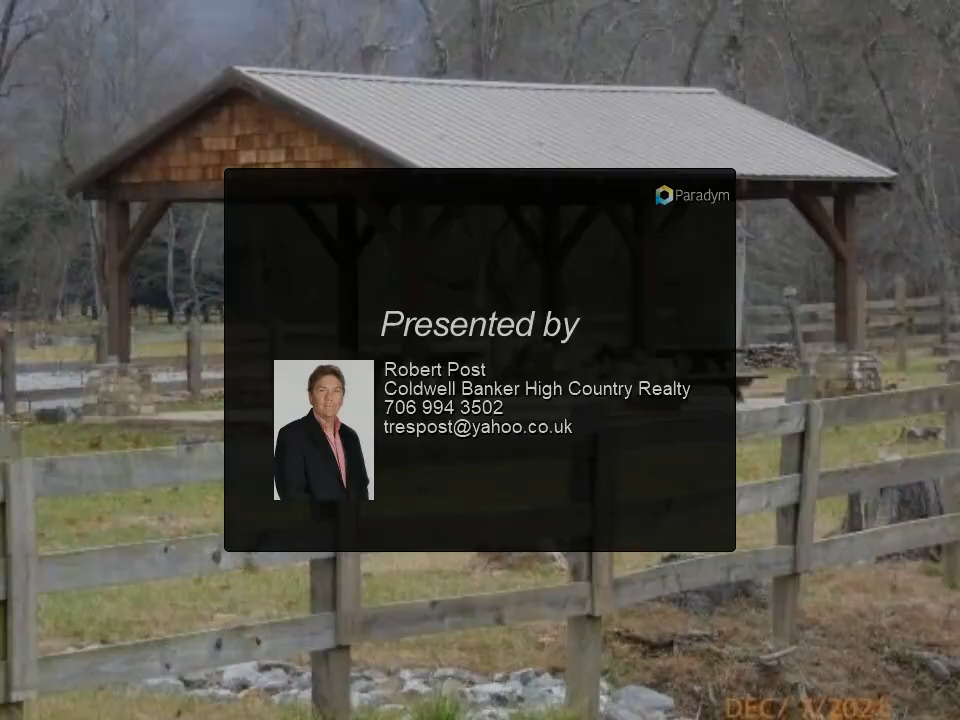 Paradym
Presented by
Robert Post
Coldwell Banker High Country Realty
706 994 3502
trespost@yahoo.co.uk